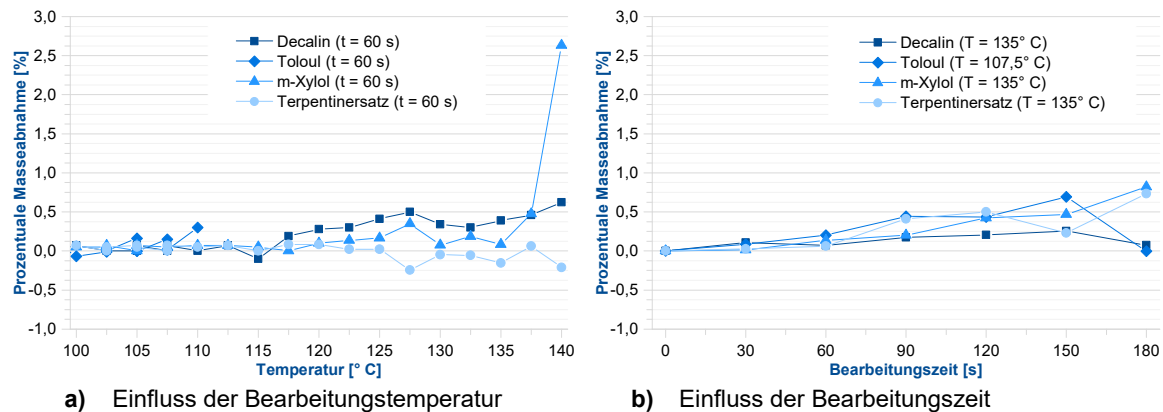 3,0
2,5
2,0
1,5
1,0
0,5
0,0
-0,5
-1,0
Prozentuale Masseabnahme [%]
Decalin (t = 60 s)
Toloul (t = 60 s)
m-Xylol (t = 60 s)
Terpentinersatz (t = 60 s)
100 105 110 115 120 125 130 135 140
Temperatur [° C]
a) Einfluss der Bearbeitungstemperatur
3,0
2,5
2,0
1,5
1,0
0,5
0,0
-0,5
-1,0
Prozentuale Masseabnahme [%]
Decalin (T = 135° C)
Toloul (T = 107,5° C)
m-Xylol (T = 135° C)
Terpentinersatz (T = 135° C)
0 30 60 90 120 150 180
Bearbeitungszeit [s]
b) Einfluss der Bearbeitungszeit